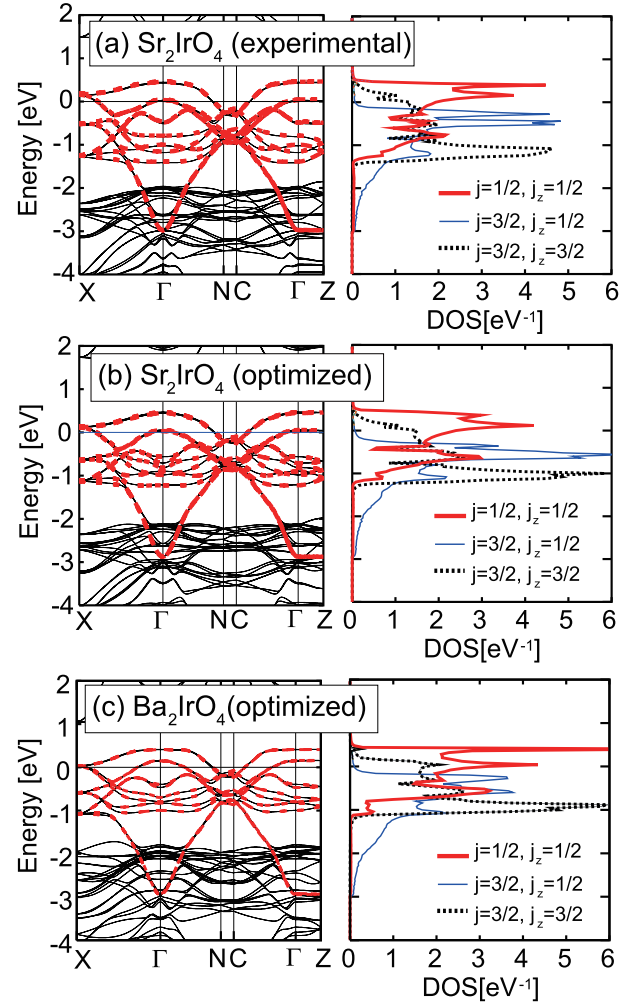 (a) Sr2IrO4 (experimental)
2
1
0
-1
-2
-3
-4
Energy [eV]
X Γ N C Γ Z
j=1/2, jz=1/2
j=3/2, jz=1/2
j=3/2, jz=3/2
0 1 2 3 4 5 6
DOS[eV-1]
(b) Sr2IrO4 (optimized)
2
1
0
-1
-2
-3
-4
Energy [eV]
X Γ N C Γ Z
j=1/2, jz=1/2
j=3/2, jz=1/2
j=3/2, jz=3/2
0 1 2 3 4 5 6
DOS[eV-1]
(c) Ba2IrO4(optimized)
2
1
0
-1
-2
-3
-4
Energy [eV]
X Γ N C Γ Z
j=1/2, jz=1/2
j=3/2, jz=1/2
j=3/2, jz=3/2
0 1 2 3 4 5 6
DOS[eV-1]